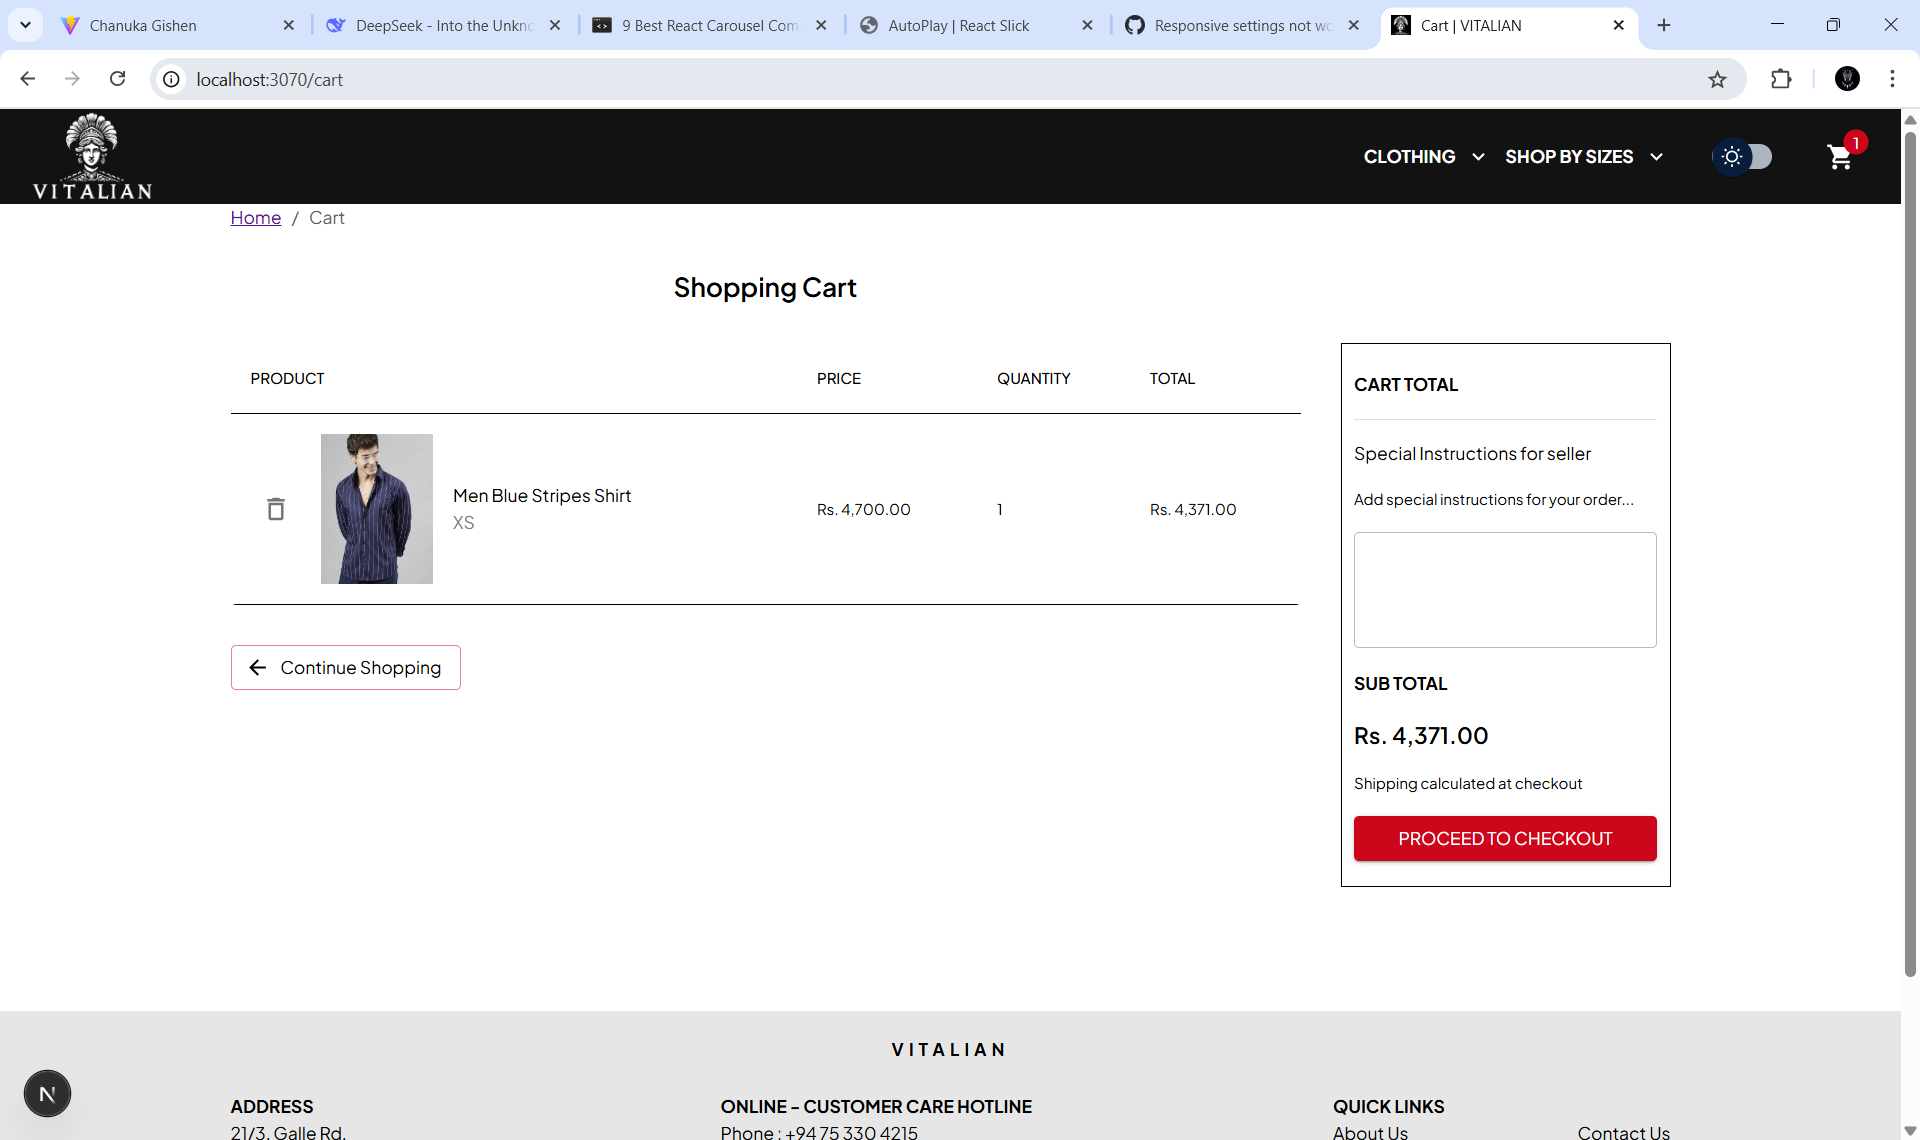 Chanuka Gishen
DeepSeek - Into the Unkno
9 Best React Carousel Com
AutoPlay | React Slick
Responsive settings not wo
Cart | VITALIAN
localhost:3070/cart
VITALIAN
CLOTHING
SHOP BY SIZES
1
Home / Cart
Shopping Cart
PRODUCT PRICE QUANTITY TOTAL
Men Blue Stripes Shirt
XS
Rs. 4,700.00 1 Rs. 4,371.00
Continue Shopping
CART TOTAL
Special Instructions for seller
Add special instructions for your order...
SUB TOTAL
Rs. 4,371.00
Shipping calculated at checkout
PROCEED TO CHECKOUT
VITALIAN
N
ADDRESS
21/3, Galle Rd,
ONLINE - CUSTOMER CARE HOTLINE
Phone : +94 75 330 4215
QUICK LINKS
About Us
Contact Us